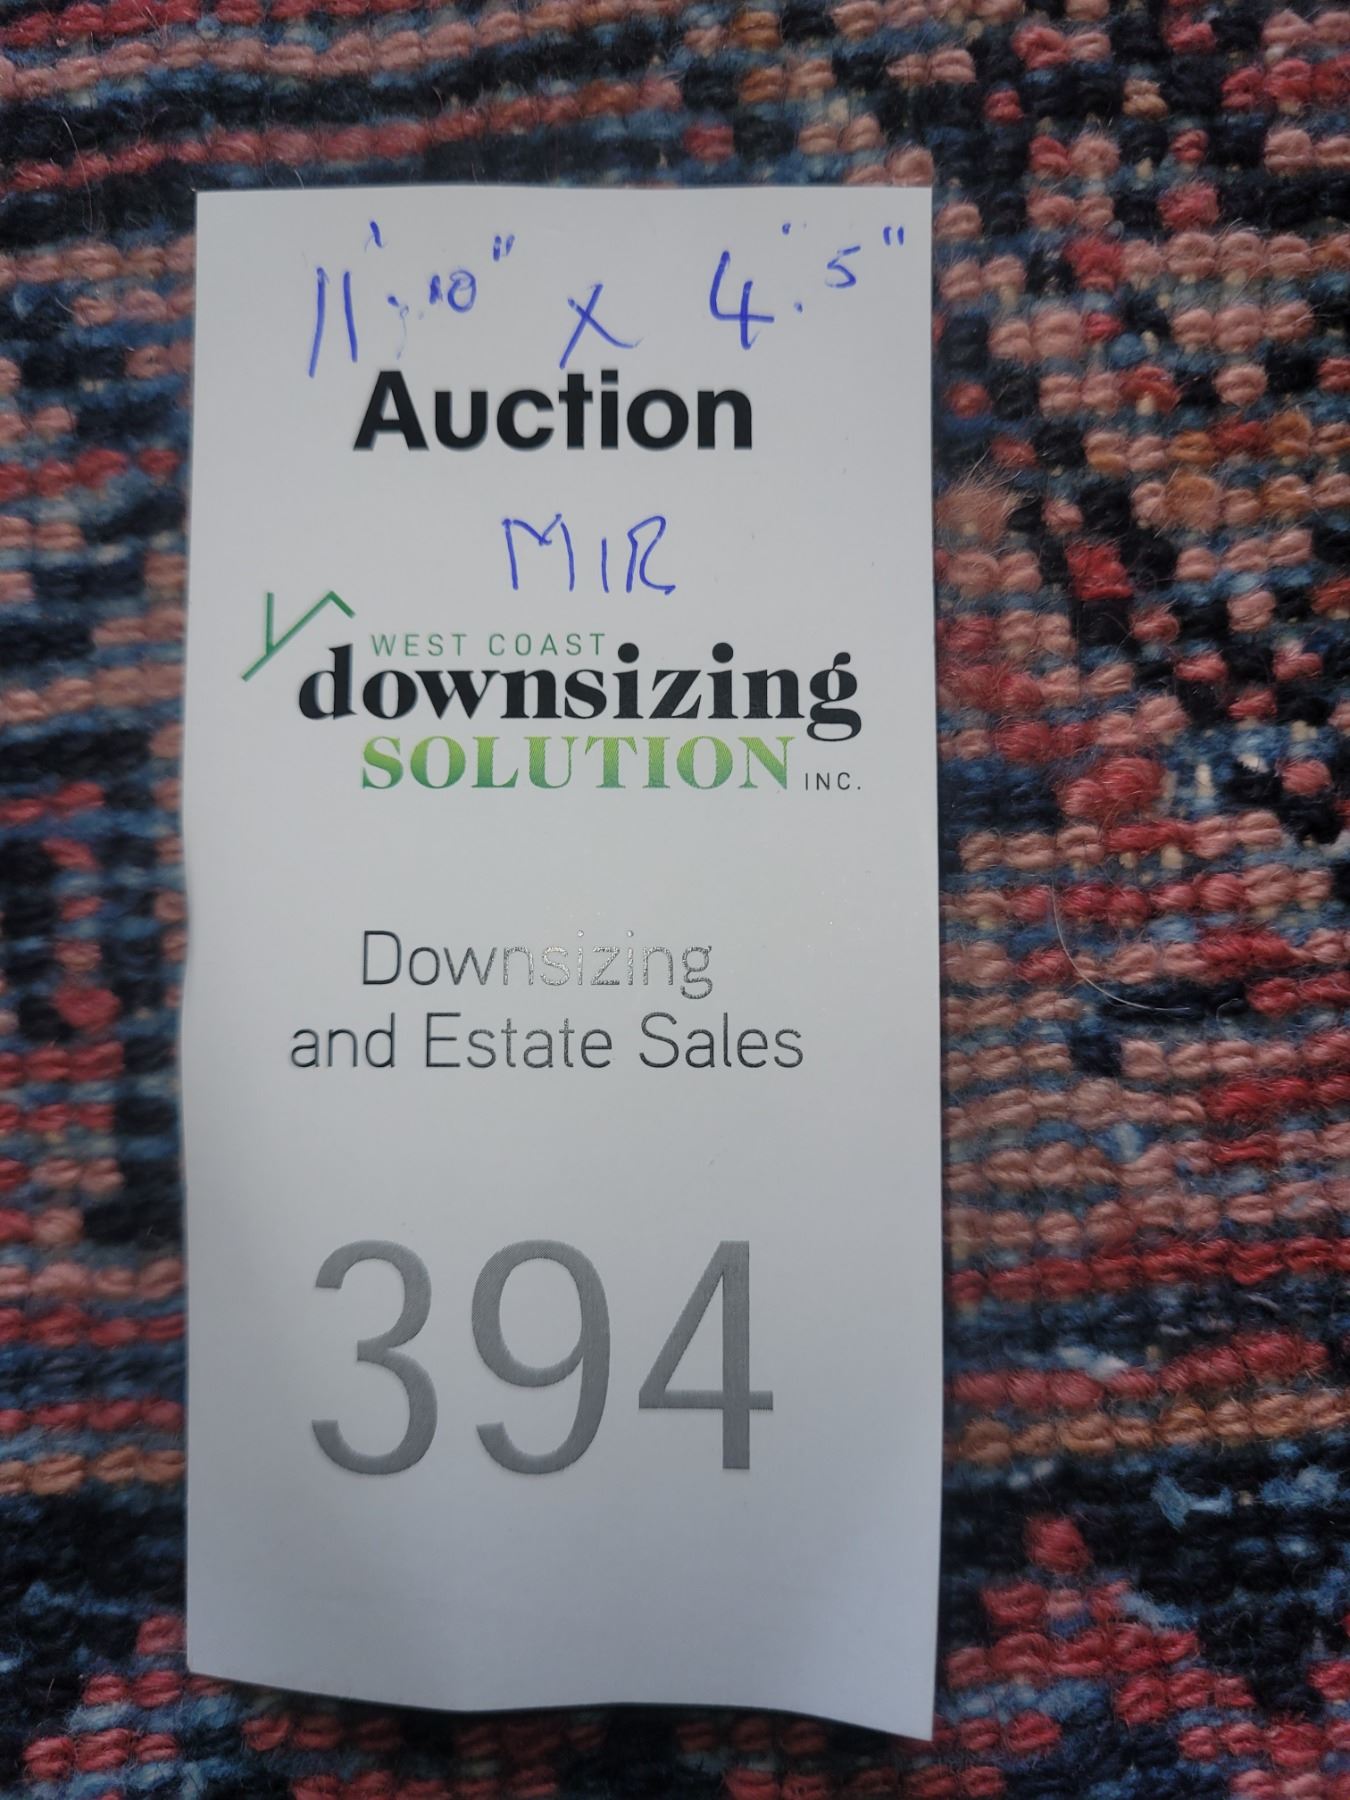 11' 10" x 4" 5"
Auction
MIR
WEST COAST
downsizing
SOLUTION INC.
Downsizing
and Estate Sales
394